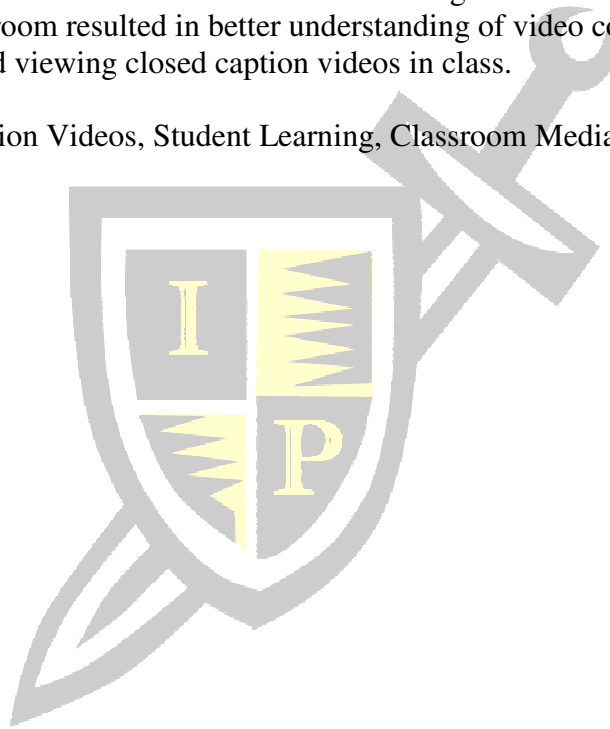 room resulted in better understanding of video co
d viewing closed caption videos in class.
ion Videos, Student Learning, Classroom Media
I
P